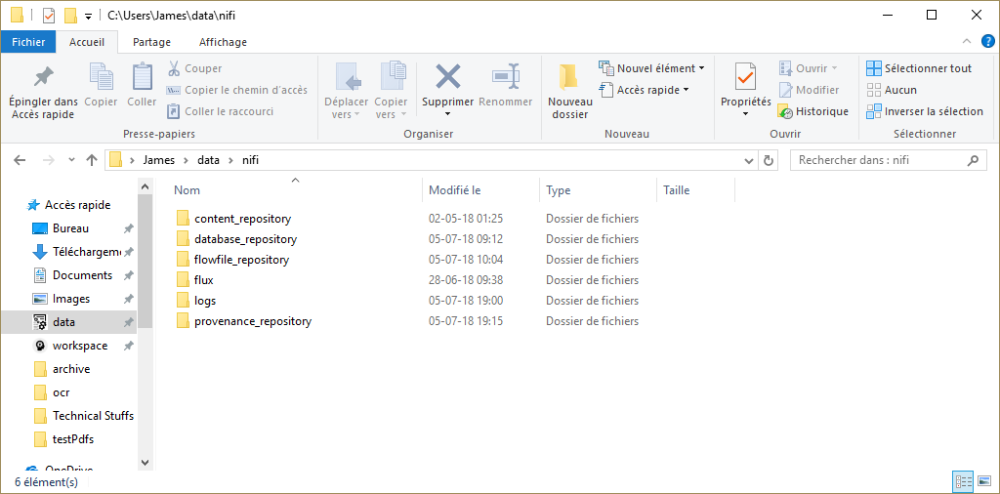 C:\Users\James\data\nifi
Fichier Accueil Partage Affichage
Épingler dans Accès rapide
Copier
Coller
Couper
Copier le chemin d'accès
Coller le raccourci
Presse-papiers
Déplacer vers
Copier vers
Supprimer
Renommer
Organiser
Nouveau dossier
Nouvel élément
Accès rapide
Nouveau
Propriétés
Ouvrir
Modifier
Historique
Ouvrir
Sélectionner tout
Aucun
Inverser la sélection
Sélectionner
James > data > nifi
Rechercher dans : nifi
Accès rapide
Bureau
Téléchargeme
Documents
Images
data
workspace
archive
ocr
Technical Stuffs
testPdfs
OneDrive
Nom Modifié le Type Taille
content_repository 02-05-18 01:25 Dossier de fichiers
database_repository 05-07-18 09:12 Dossier de fichiers
flowfile_repository 05-07-18 10:04 Dossier de fichiers
flux 28-06-18 09:38 Dossier de fichiers
logs 05-07-18 19:00 Dossier de fichiers
provenance_repository 05-07-18 19:15 Dossier de fichiers
6 élément(s)